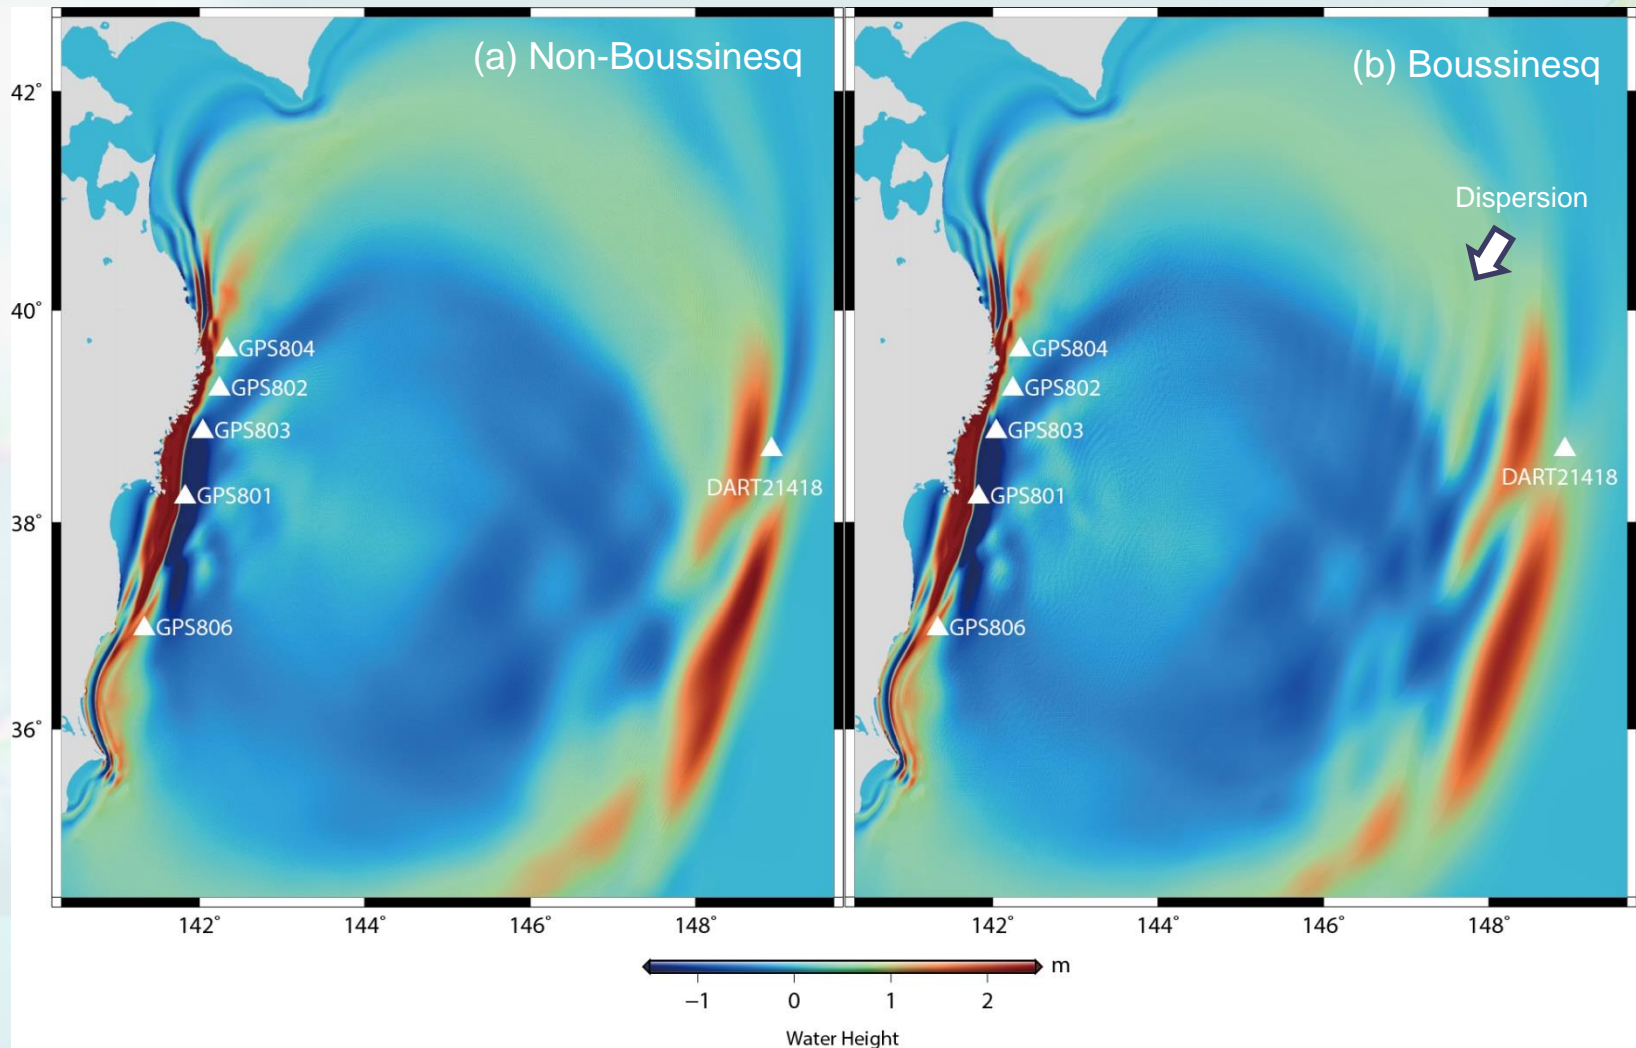 (a) Non-Boussinesq
(b) Boussinesq
Dispersion
42°
40°
38°
36°
GPS804
GPS802
GPS803
GPS801
GPS806
DART21418
GPS804
GPS802
GPS803
GPS801
GPS806
DART21418
142° 144° 146° 148°
142° 144° 146° 148°
m
−1 0 1 2
Water Height